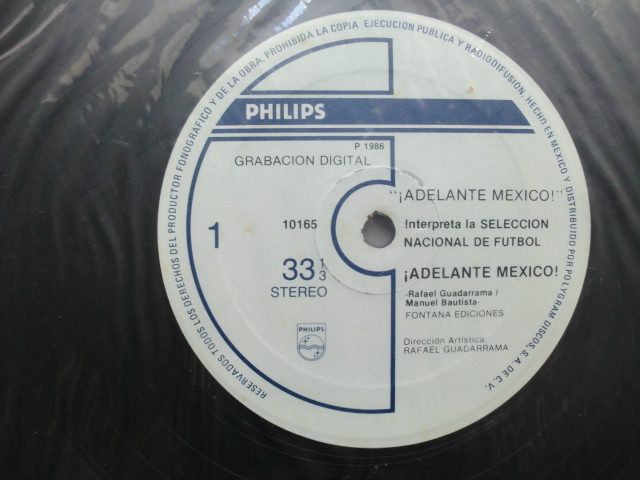 RESERVADOS TODOS LOS DERECHOS DEL PRODUCTOR FONOGRAFICO Y DE LA OBRA. PROHIBIDA LA COPIA EJECUCION PUBLICA Y RADIODIFUSION. HECHO EN MEXICO Y DISTRIBUIDO POR POLYGRAM DISCOS, S.A. DE C.V.
PHILIPS
P 1986
GRABACION DIGITAL
"¡ADELANTE MEXICO!"
1
10165
Interpreta la SELECCION
NACIONAL DE FUTBOL
33 1/3
STEREO
¡ADELANTE MEXICO!
-Rafael Guadarrama /
Manuel Bautista-
FONTANA EDICIONES
PHILIPS
Dirección Artística:
RAFAEL GUADARRAMA